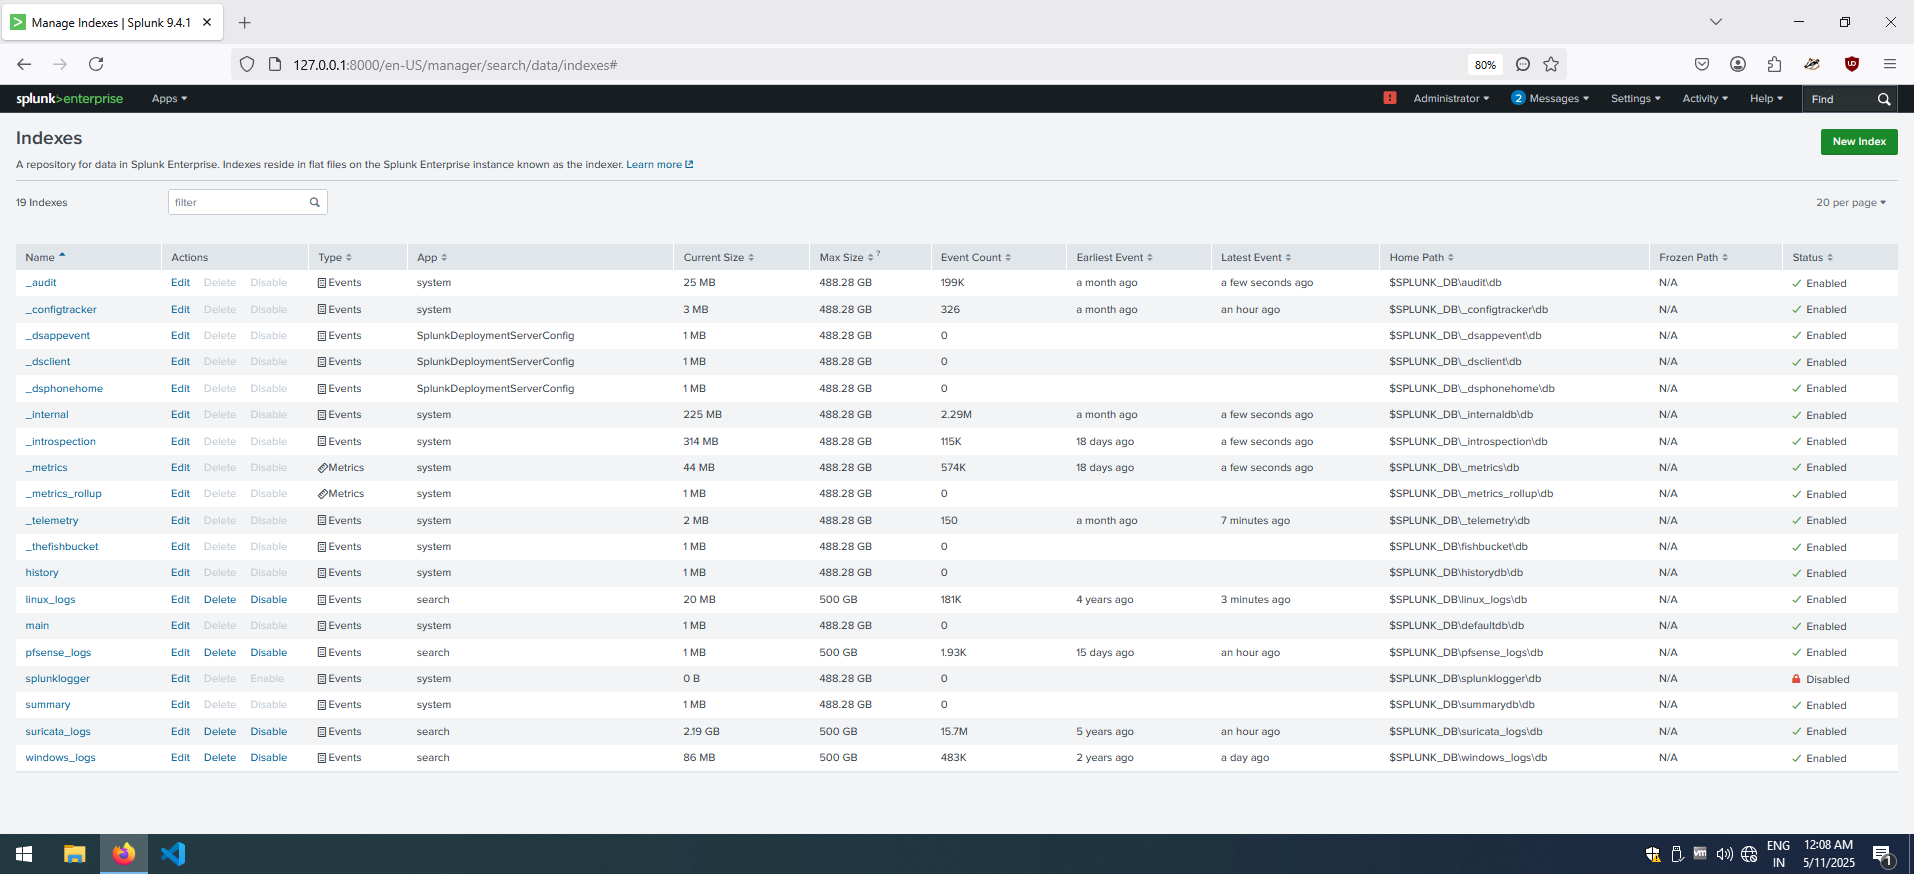 Manage Indexes | Splunk 9.4.1
127.0.0.1:8000/en-US/manager/search/data/indexes#
80%
splunk>enterprise Apps
! Administrator 2 Messages Settings Activity Help Find
Indexes
New Index
A repository for data in Splunk Enterprise. Indexes reside in flat files on the Splunk Enterprise instance known as the indexer. Learn more
19 Indexes filter 20 per page
Name Actions Type App Current Size Max Size ? Event Count Earliest Event Latest Event Home Path Frozen Path Status
_audit Edit Delete Disable Events system 25 MB 488.28 GB 199K a month ago a few seconds ago $SPLUNK_DB\audit\db N/A Enabled
_configtracker Edit Delete Disable Events system 3 MB 488.28 GB 326 a month ago an hour ago $SPLUNK_DB\_configtracker\db N/A Enabled
_dsappevent Edit Delete Disable Events SplunkDeploymentServerConfig 1 MB 488.28 GB 0 $SPLUNK_DB\_dsappevent\db N/A Enabled
_dsclient Edit Delete Disable Events SplunkDeploymentServerConfig 1 MB 488.28 GB 0 $SPLUNK_DB\_dsclient\db N/A Enabled
_dsphonehome Edit Delete Disable Events SplunkDeploymentServerConfig 1 MB 488.28 GB 0 $SPLUNK_DB\_dsphonehome\db N/A Enabled
_internal Edit Delete Disable Events system 225 MB 488.28 GB 2.29M a month ago a few seconds ago $SPLUNK_DB\_internaldb\db N/A Enabled
_introspection Edit Delete Disable Events system 314 MB 488.28 GB 115K 18 days ago a few seconds ago $SPLUNK_DB\_introspection\db N/A Enabled
_metrics Edit Delete Disable Metrics system 44 MB 488.28 GB 574K 18 days ago a few seconds ago $SPLUNK_DB\_metrics\db N/A Enabled
_metrics_rollup Edit Delete Disable Metrics system 1 MB 488.28 GB 0 $SPLUNK_DB\_metrics_rollup\db N/A Enabled
_telemetry Edit Delete Disable Events system 2 MB 488.28 GB 150 a month ago 7 minutes ago $SPLUNK_DB\_telemetry\db N/A Enabled
_thefishbucket Edit Delete Disable Events system 1 MB 488.28 GB 0 $SPLUNK_DB\fishbucket\db N/A Enabled
history Edit Delete Disable Events system 1 MB 488.28 GB 0 $SPLUNK_DB\historydb\db N/A Enabled
linux_logs Edit Delete Disable Events search 20 MB 500 GB 181K 4 years ago 3 minutes ago $SPLUNK_DB\linux_logs\db N/A Enabled
main Edit Delete Disable Events system 1 MB 488.28 GB 0 $SPLUNK_DB\defaultdb\db N/A Enabled
pfsense_logs Edit Delete Disable Events search 1 MB 500 GB 1.93K 15 days ago an hour ago $SPLUNK_DB\pfsense_logs\db N/A Enabled
splunklogger Edit Delete Enable Events system 0 B 488.28 GB 0 $SPLUNK_DB\splunklogger\db N/A Disabled
summary Edit Delete Disable Events system 1 MB 488.28 GB 0 $SPLUNK_DB\summarydb\db N/A Enabled
suricata_logs Edit Delete Disable Events search 2.19 GB 500 GB 15.7M 5 years ago an hour ago $SPLUNK_DB\suricata_logs\db N/A Enabled
windows_logs Edit Delete Disable Events search 86 MB 500 GB 483K 2 years ago a day ago $SPLUNK_DB\windows_logs\db N/A Enabled
ENG 12:08 AM
IN 5/11/2025 1